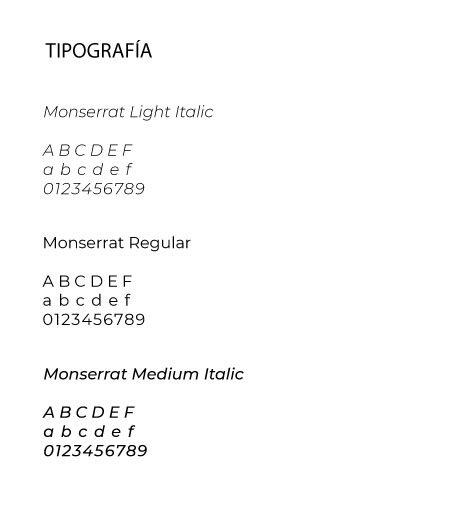 TIPOGRAFÍA
Monserrat Light Italic
A B C D E F
a b c d e f
0123456789
Monserrat Regular
A B C D E F
a b c d e f
0123456789
Monserrat Medium Italic
A B C D E F
a b c d e f
0123456789